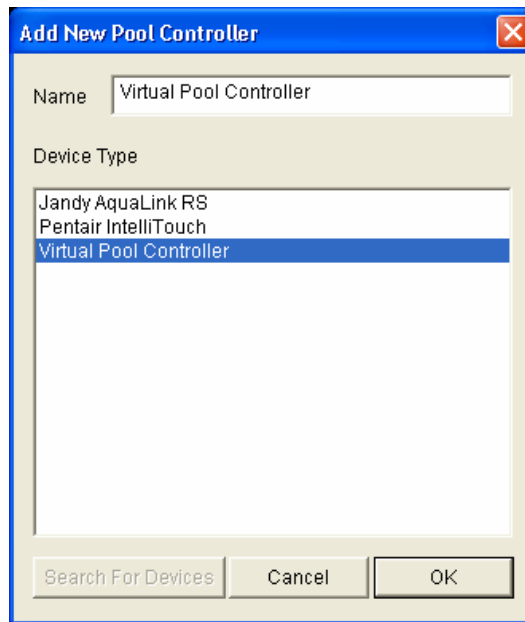 Add New Pool Controller
Name
Virtual Pool Controller
Device Type
Jandy AquaLink RS
Pentair IntelliTouch
Virtual Pool Controller
Search For Devices
Cancel
OK